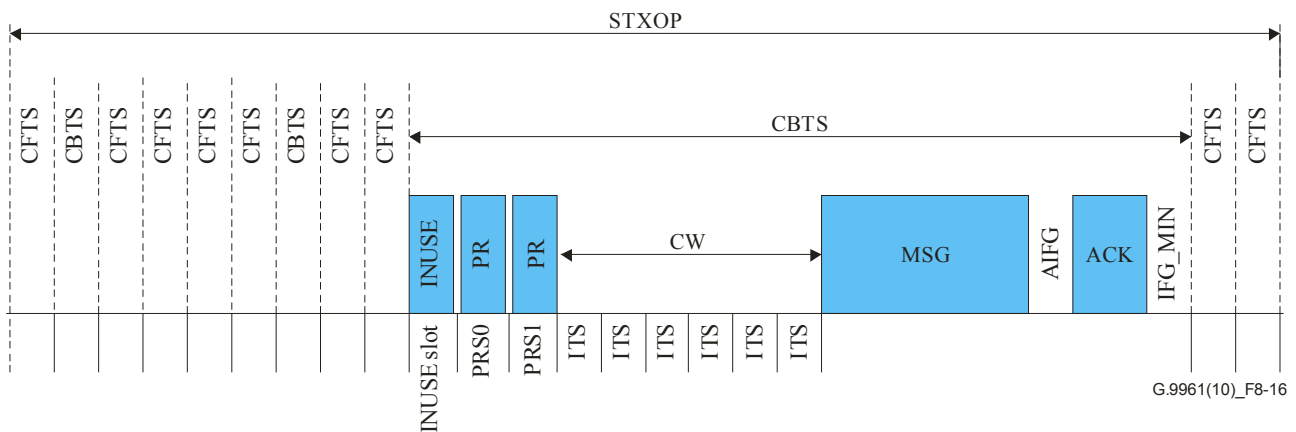 STXOP
CFTS
CBTS
CFTS
CFTS
CFTS
CFTS
CBTS
CFTS
CFTS
CBTS
CFTS
CFTS
INUSE
PR
PR
CW
MSG
AIFG
ACK
IFG_MIN
INUSE slot
PRS0
PRS1
ITS
ITS
ITS
ITS
ITS
ITS
G.9961(10)_F8-16